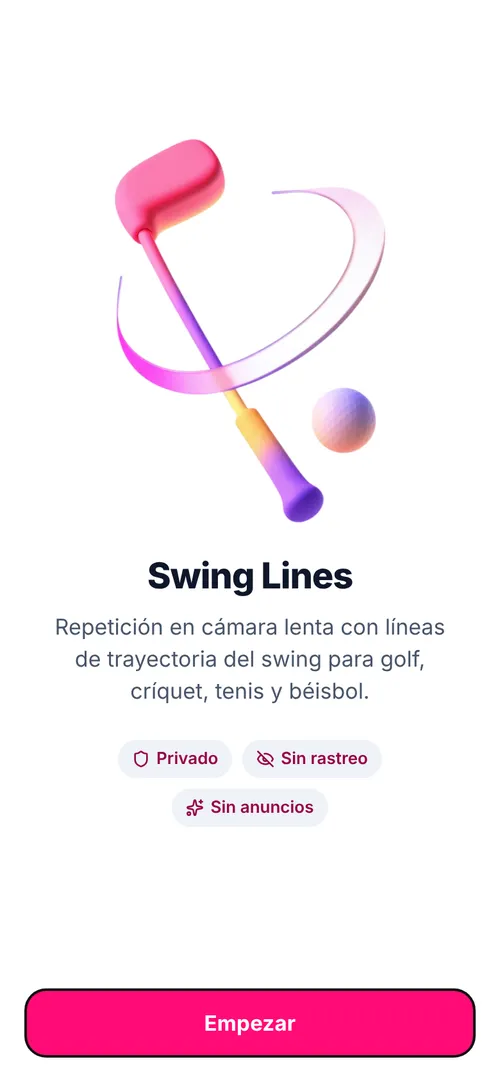 Swing Lines
Repetición en cámara lenta con líneas
de trayectoria del swing para golf,
críquet, tenis y béisbol.
Privado
Sin rastreo
Sin anuncios
Empezar